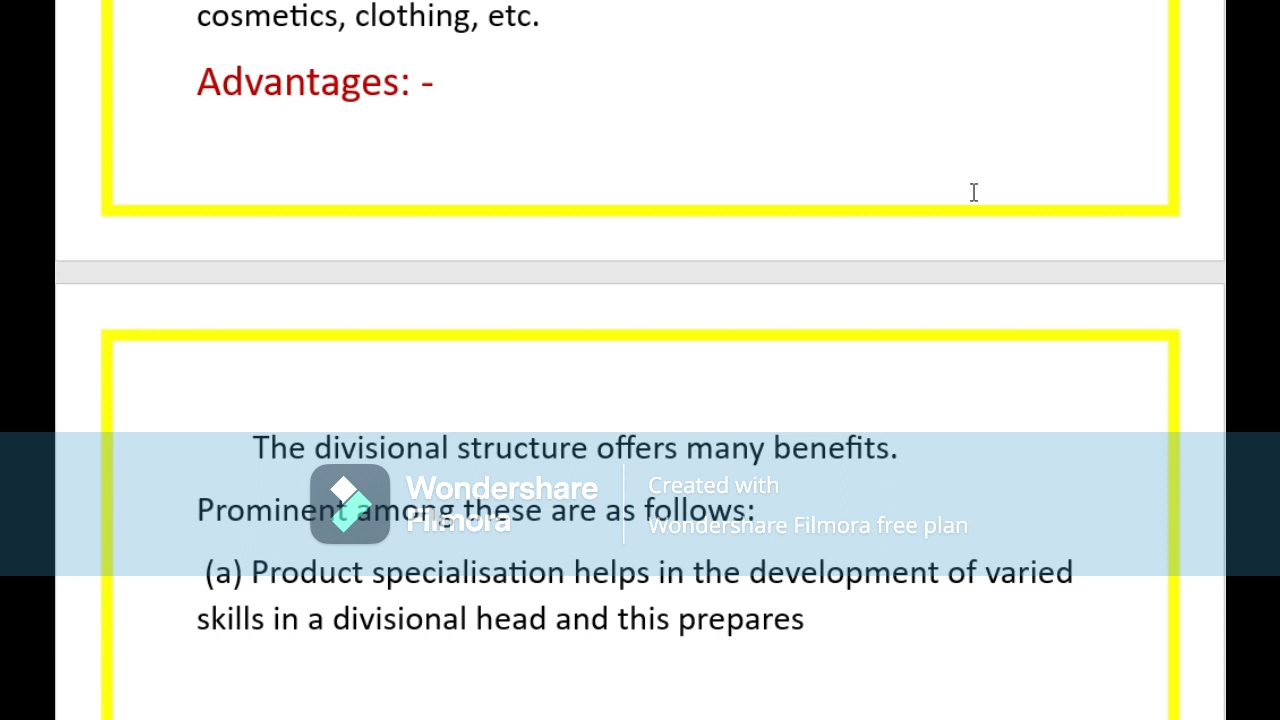 cosmetics, clothing, etc.
Advantages: -
The divisional structure offers many benefits.
Wondershare
Filmora
Created with
Wondershare Filmora free plan
Prominent among these are as follows:
(a) Product specialisation helps in the development of varied
skills in a divisional head and this prepares